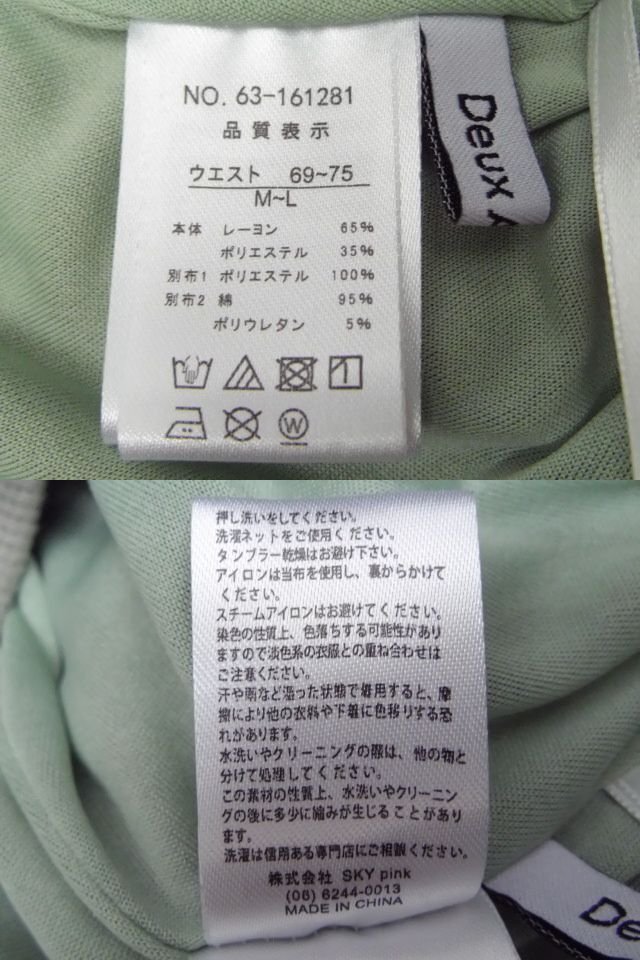 NO. 63-161281
品質表示
ウエスト 69~75
M~L
本体 レーヨン 65%
ポリエステル 35%
別布1 ポリエステル 100%
別布2 綿 95%
ポリウレタン 5%
W
Deux
押し洗いをしてください。
洗濯ネットをご使用ください。
タンブラー乾燥はお避け下さい。
アイロンは当布を使用し、裏からかけて
ください。
スチームアイロンはお避けてください。
染色の性質上、色落ちする可能性があり
ますので淡色系の衣服との重ね合わせは
ご注意ください。
汗や雨など湿った状態で着用すると、摩
擦により他の衣料や下着に色移りする恐
れがあります。
水洗いやクリーニングの際は、他の物と
分けて処理してください。
この素材の性質上、水洗いやクリーニン
グの後に多少に縮みが生じることがあり
ます。
洗濯は信用ある専門店にご相談ください。
株式会社 SKY pink
(06) 6244-0013
MADE IN CHINA
De